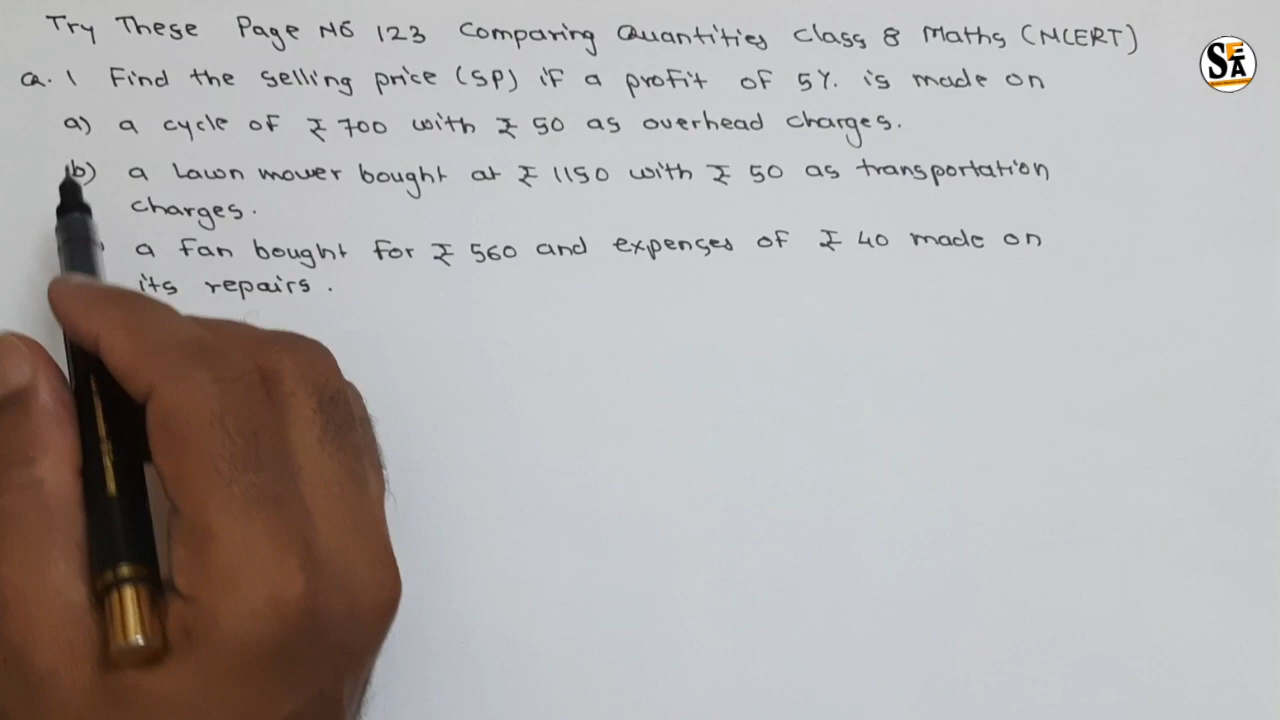 Try These Page No 123 Comparing Quantities Class 8 Maths (NCERT)
Q. 1 Find the selling price (SP) if a profit of 5% is made on
a) a cycle of ₹ 700 with ₹ 50 as overhead charges.
b) a Lawn mower bought at ₹ 1150 with ₹ 50 as transportation
charges.
a fan bought for ₹ 560 and expenses of ₹ 40 made on
its repairs.
SFA